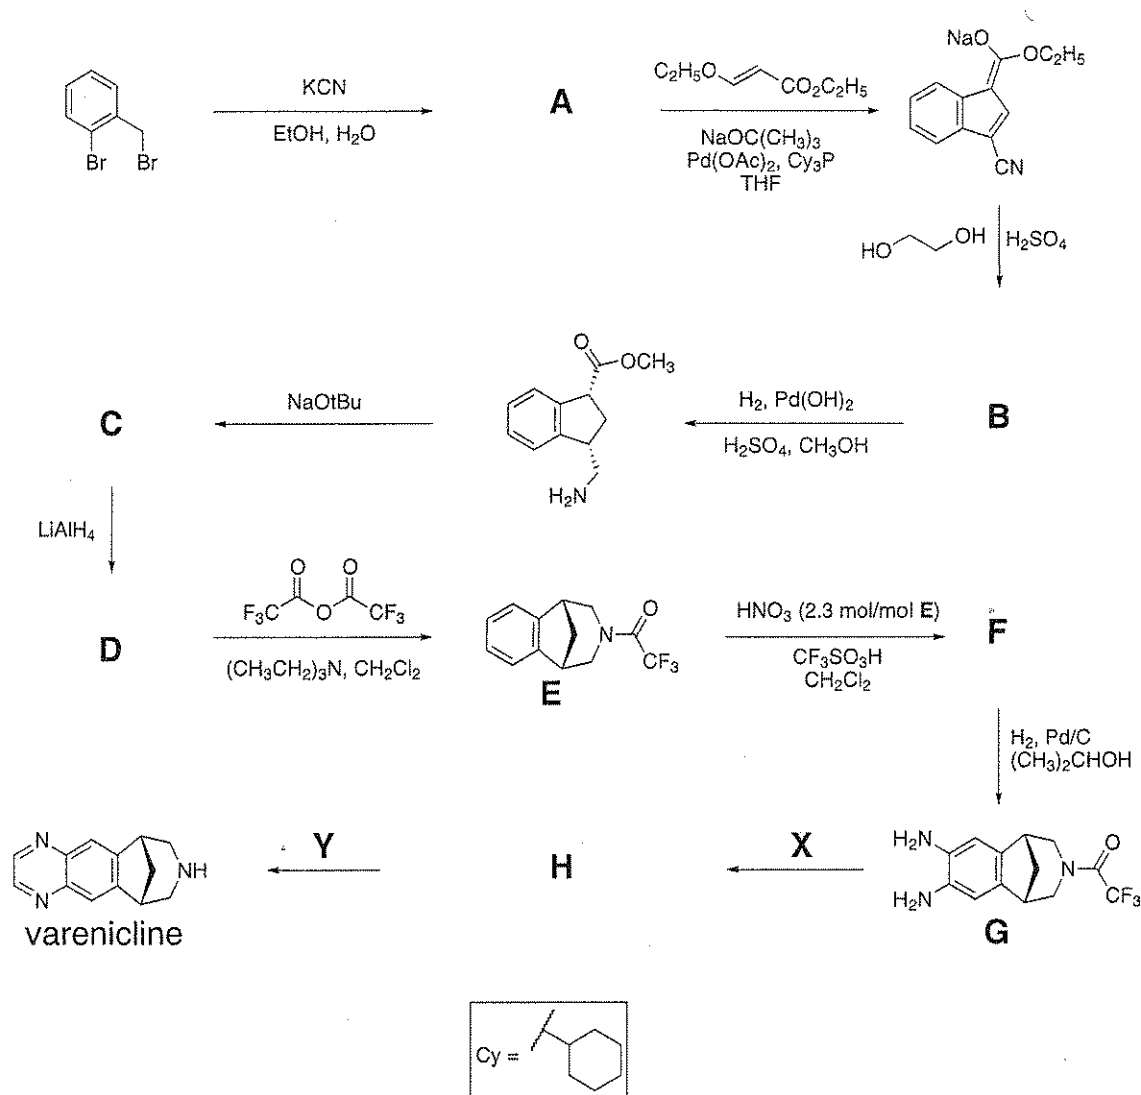 KCN
EtOH, H2O
Br
Br
A
C2H5O
CO2C2H5
NaOC(CH3)3
Pd(OAc)2, Cy3P
THF
NaO
OC2H5
CN
HO
OH
H2SO4
C
NaOtBu
O
OCH3
H2N
H2, Pd(OH)2
H2SO4, CH3OH
B
LiAlH4
D
O
O
F3C
O
CF3
(CH3CH2)3N, CH2Cl2
O
N
CF3
E
HNO3 (2.3 mol/mol E)
CF3SO3H
CH2Cl2
F
H2, Pd/C
(CH3)2CHOH
N
N
NH
varenicline
Y
H
X
H2N
H2N
N
O
CF3
G
Cy =